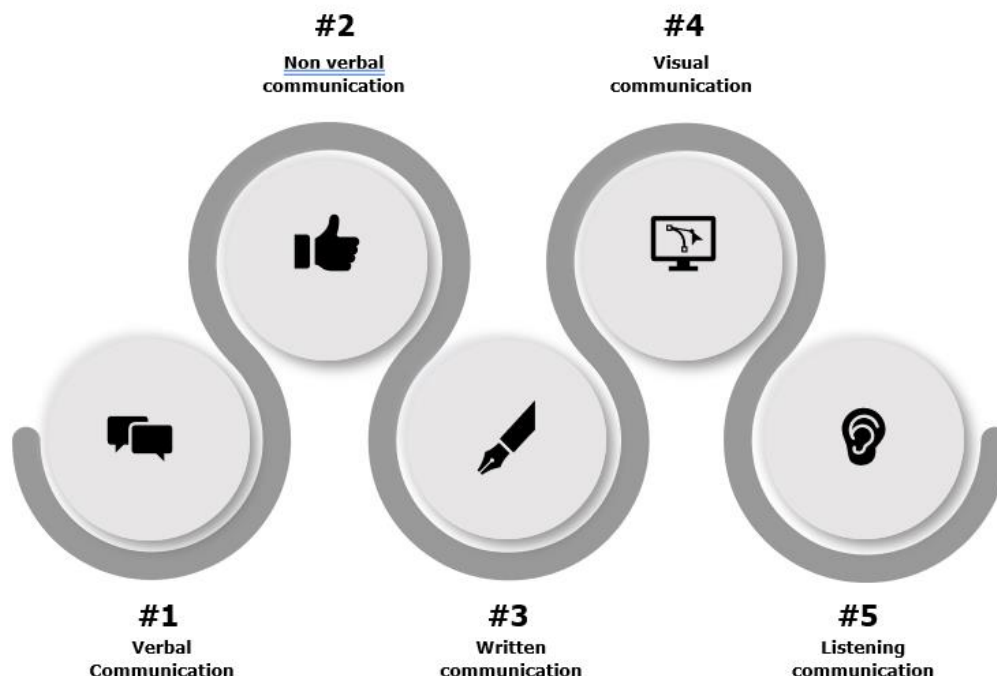 #2
Non verbal
communication
#4
Visual
communication
#1
Verbal
Communication
#3
Written
communication
#5
Listening
communication